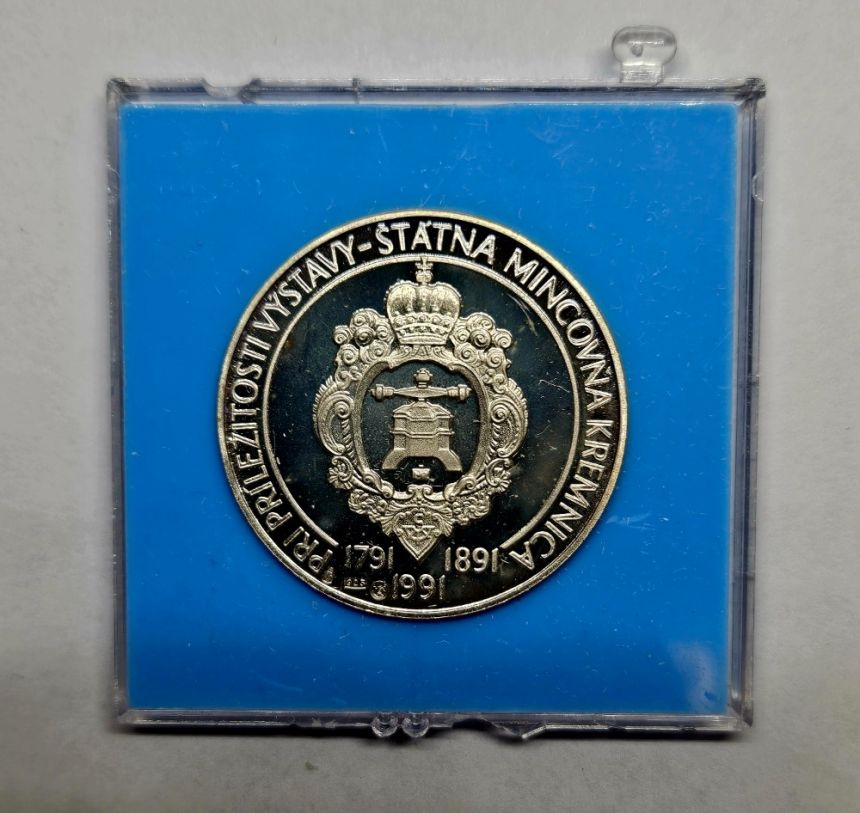 PRI PRÍLEŽITOSTI VÝSTAVY-ŠTÁTNA MINCOVŇA KREMNICA
1791 1891
1991